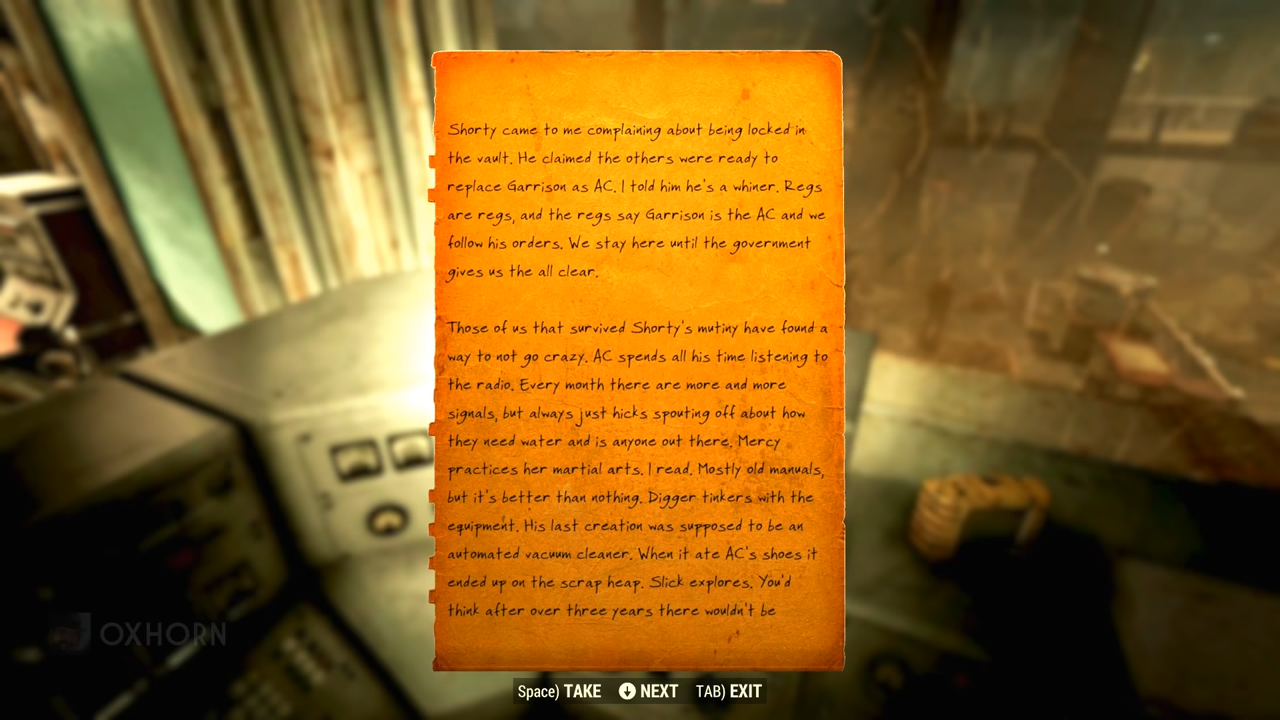 Shorty came to me complaining about being locked in
the vault. He claimed the others were ready to
replace Garrison as AC. I told him he's a whiner. Regs
are regs, and the regs say Garrison is the AC and we
follow his orders. We stay here until the government
gives us the all clear.
Those of us that survived Shorty's mutiny have found a
way to not go crazy. AC spends all his time listening to
the radio. Every month there are more and more
signals, but always just hicks spouting off about how
they need water and is anyone out there. Mercy
practices her martial arts. I read. Mostly old manuals,
but it's better than nothing. Digger tinkers with the
equipment. His last creation was supposed to be an
automated vacuum cleaner. When it ate AC's shoes it
ended up on the scrap heap. Slick explores. You'd
think after over three years there wouldn't be
OXHORN
Space) TAKE NEXT TAB) EXIT